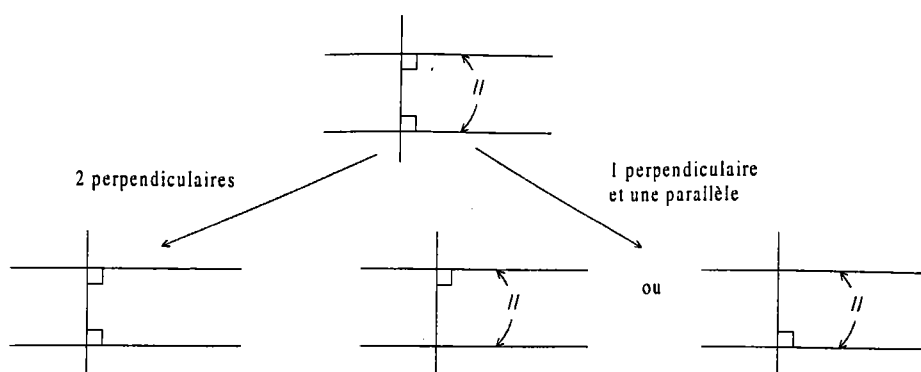 //
2 perpendiculaires
1 perpendiculaire
et une parallèle
//
ou
//